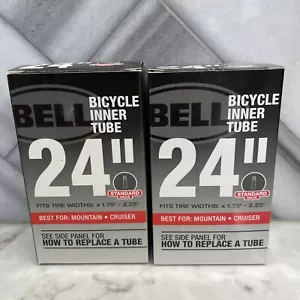 BELL
BICYCLE
INNER
TUBE
24"
STANDARD
VALVE
FITS TIRE WIDTHS: x 1.75" - 2.25"
BEST FOR: MOUNTAIN • CRUISER
SEE SIDE PANEL FOR
HOW TO REPLACE A TUBE
BELL
BICYCLE
INNER
TUBE
24"
STANDARD
VALVE
FITS TIRE WIDTHS: x 1.75" - 2.25"
BEST FOR: MOUNTAIN • CRUISER
SEE SIDE PANEL FOR
HOW TO REPLACE A TUBE